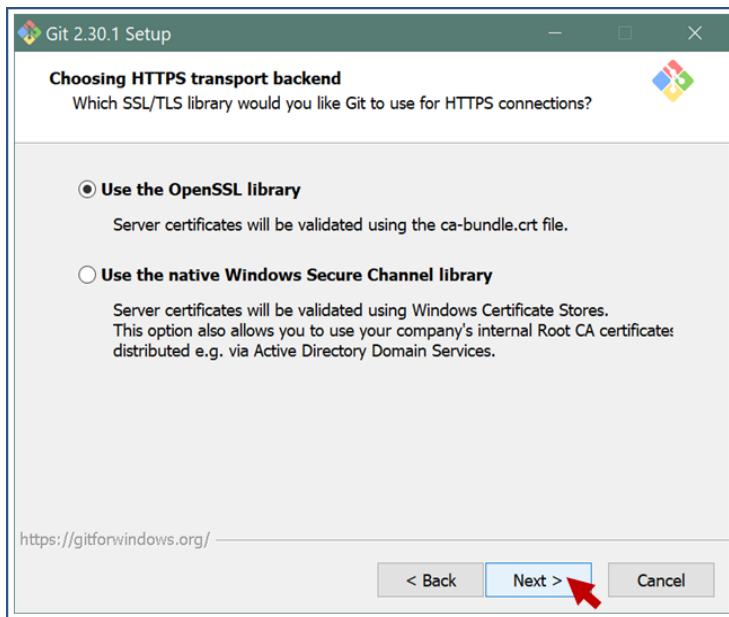 Git 2.30.1 Setup
Choosing HTTPS transport backend
Which SSL/TLS library would you like Git to use for HTTPS connections?
Use the OpenSSL library
Server certificates will be validated using the ca-bundle.crt file.
Use the native Windows Secure Channel library
Server certificates will be validated using Windows Certificate Stores.
This option also allows you to use your company's internal Root CA certificates
distributed e.g. via Active Directory Domain Services.
https://gitforwindows.org/
< Back Next > Cancel